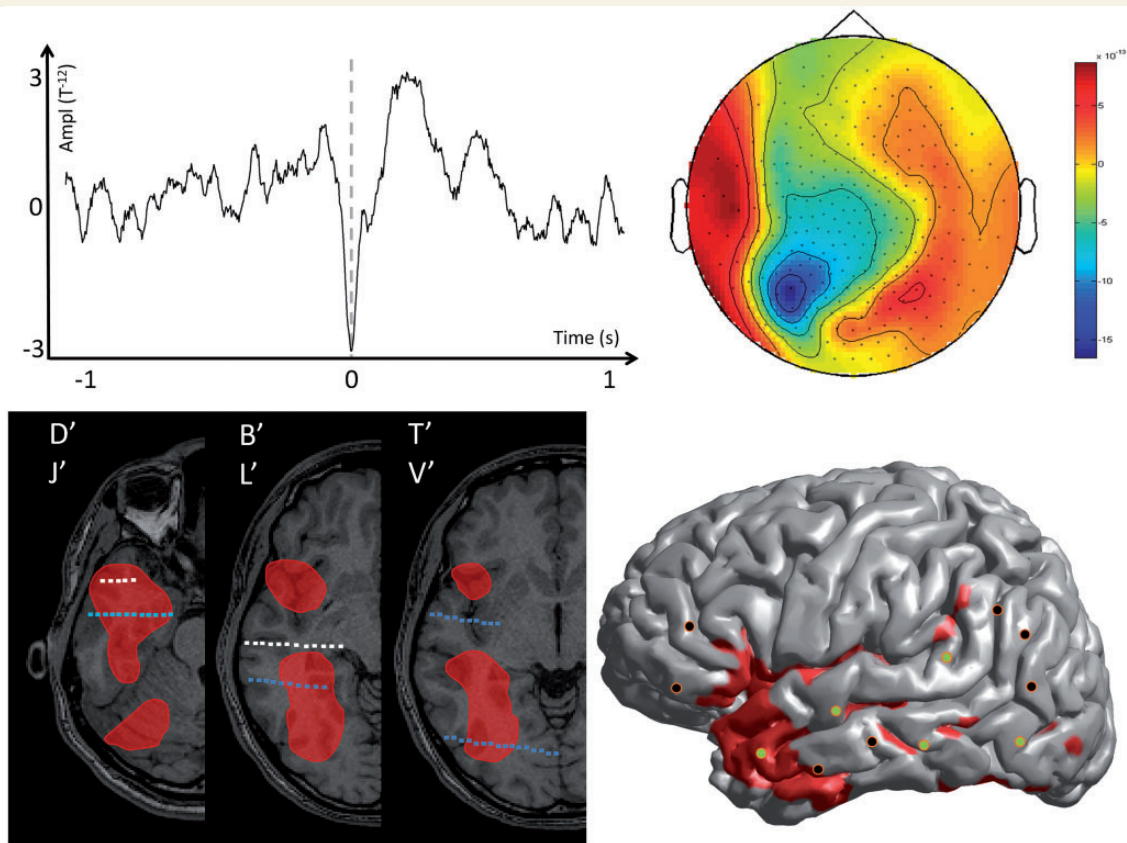 Ampl (T⁻¹²)
3
0
-3
Time (s)
-1
0
1
x 10⁻¹³
5
0
-5
-10
-15
D'
J'
B'
L'
T'
V'